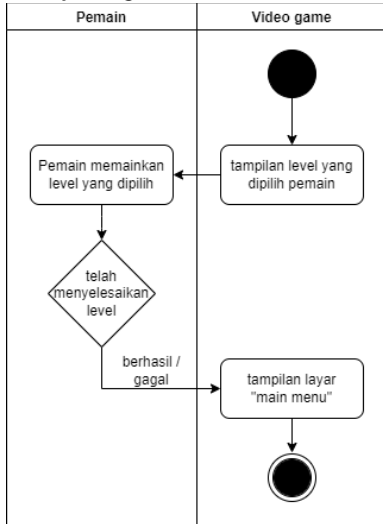 Pemain
Video game
tampilan level yang
dipilih pemain
Pemain memainkan
level yang dipilih
telah
menyelesaikan
level
berhasil /
gagal
tampilan layar
"main menu"